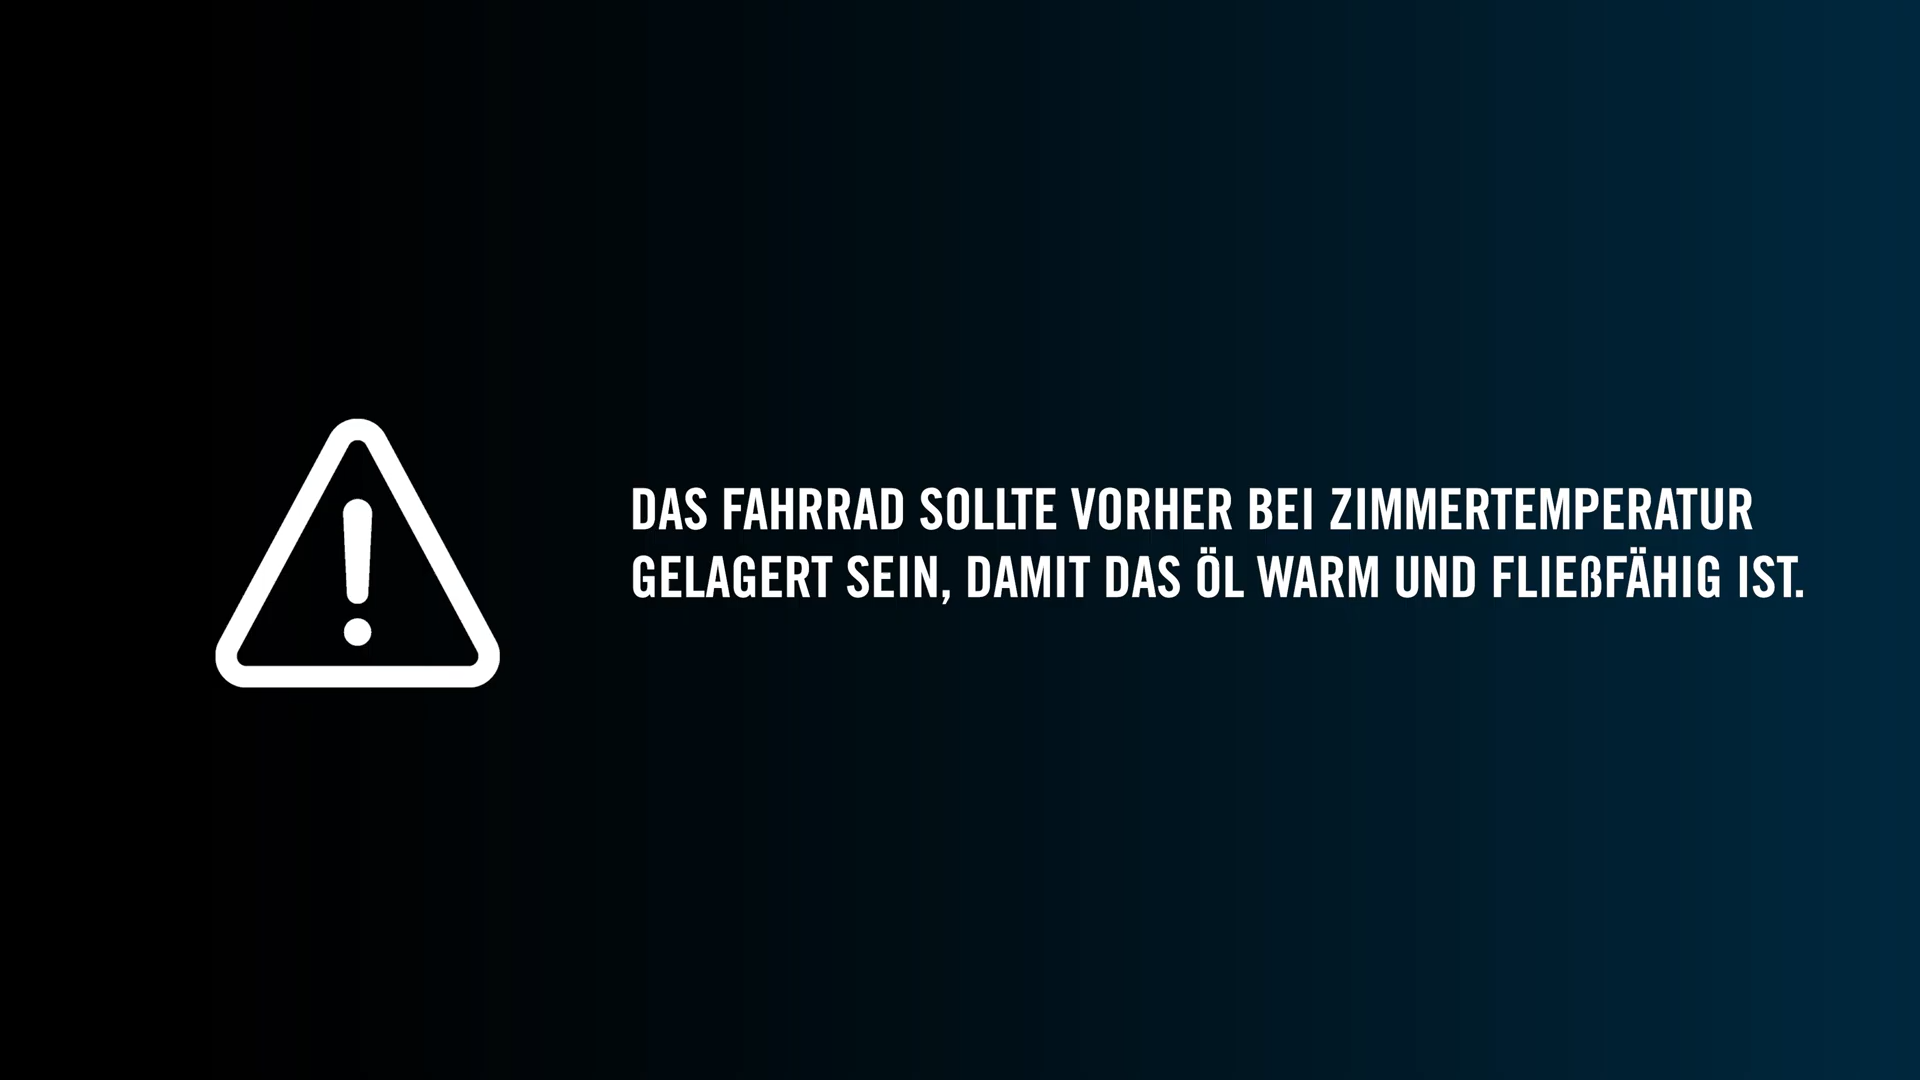 DAS FAHRRAD SOLLTE VORHER BEI ZIMMERTEMPERATUR
GELAGERT SEIN, DAMIT DAS ÖL WARM UND FLIEßFÄHIG IST.